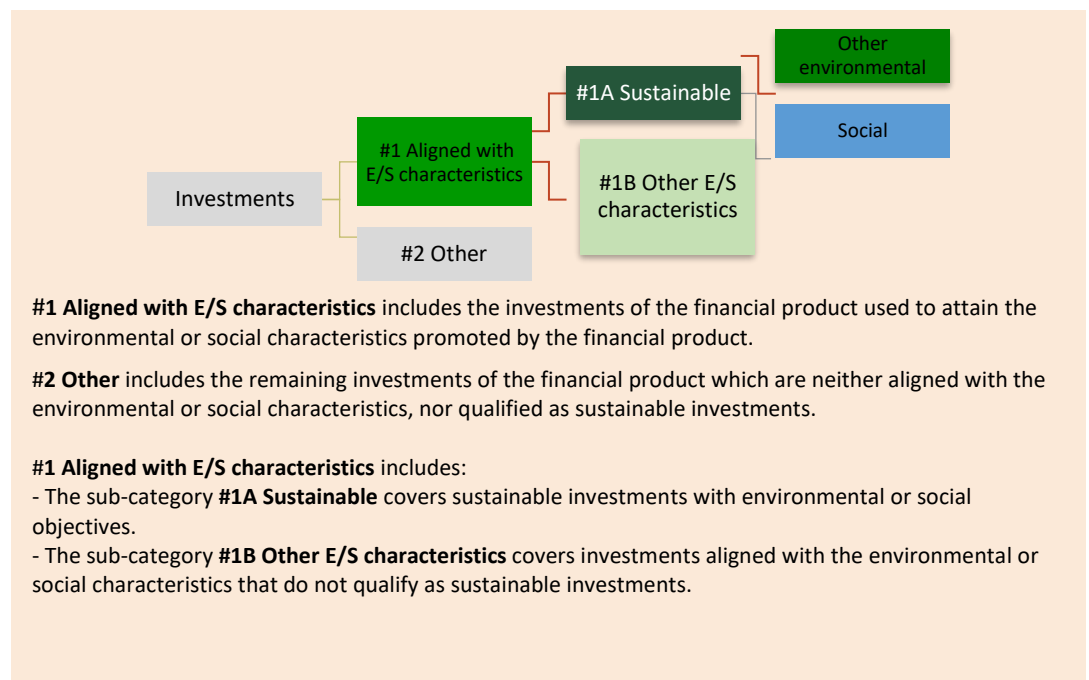 Other
environmental
#1A Sustainable
Social
#1 Aligned with
E/S characteristics
#1B Other E/S
characteristics
Investments
#2 Other
#1 Aligned with E/S characteristics includes the investments of the financial product used to attain the
environmental or social characteristics promoted by the financial product.
#2 Other includes the remaining investments of the financial product which are neither aligned with the
environmental or social characteristics, nor qualified as sustainable investments.
#1 Aligned with E/S characteristics includes:
- The sub-category #1A Sustainable covers sustainable investments with environmental or social
objectives.
- The sub-category #1B Other E/S characteristics covers investments aligned with the environmental or
social characteristics that do not qualify as sustainable investments.